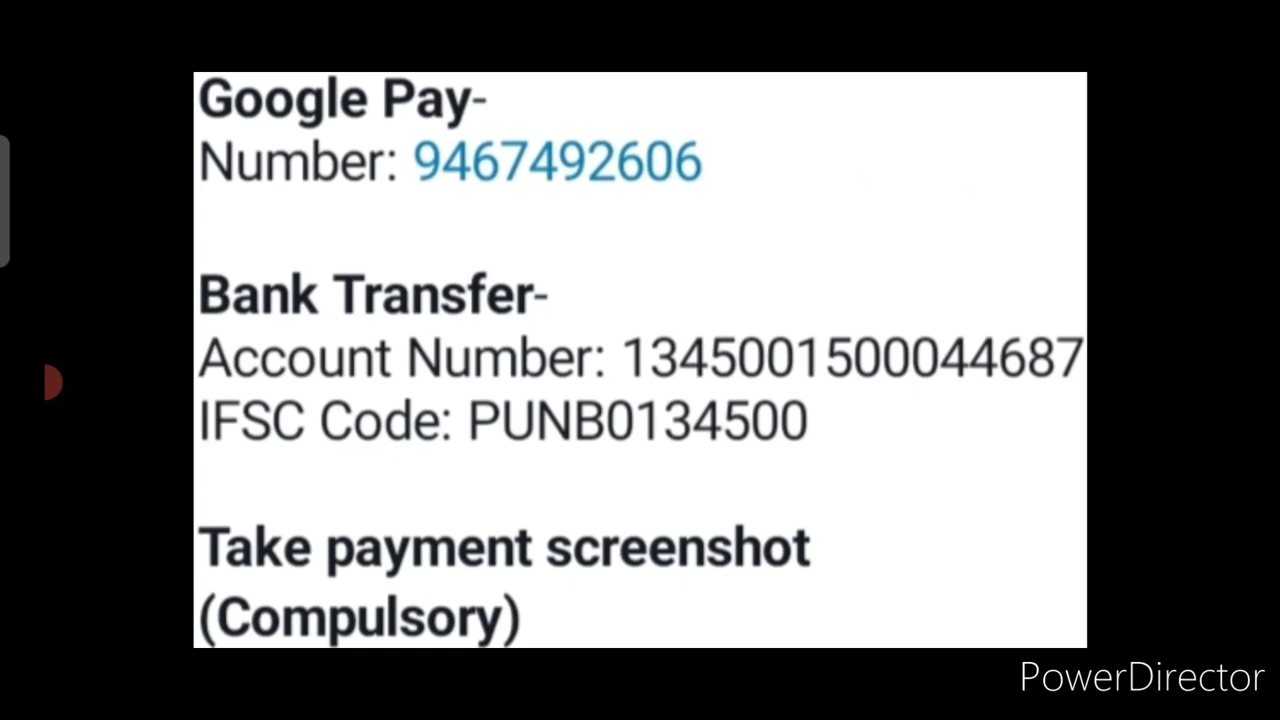 Google Pay-
Number: 9467492606
Bank Transfer-
Account Number: 1345001500044687
IFSC Code: PUNB0134500
Take payment screenshot
(Compulsory)
PowerDirector